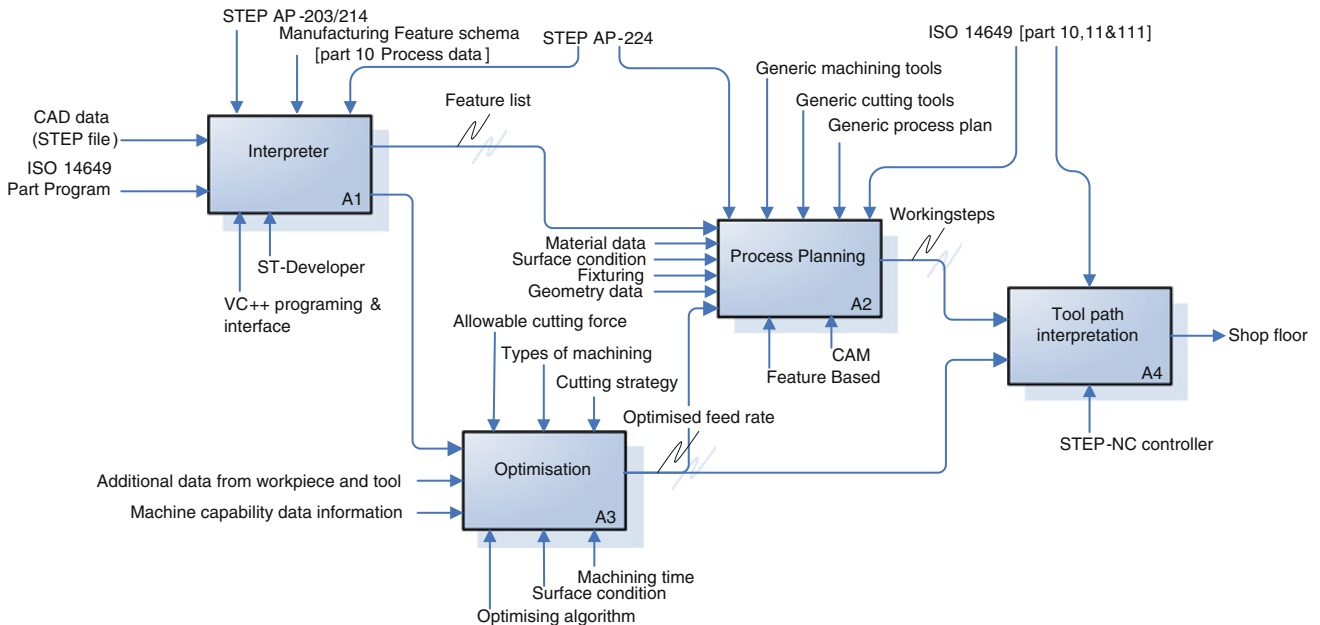 STEP AP-203/214
Manufacturing Feature schema
[part 10 Process data]
STEP AP-224
ISO 14649 [part 10,11&111]
Generic machining tools
Generic cutting tools
Generic process plan
Feature list
CAD data
(STEP file)
ISO 14649
Part Program
Interpreter
A1
ST-Developer
VC++ programing &
interface
Workingsteps
Material data
Surface condition
Fixturing
Geometry data
Process Planning
A2
CAM
Feature Based
Tool path
interpretation
A4
Shop floor
STEP-NC controller
Allowable cutting force
Types of machining
Cutting strategy
Optimised feed rate
Additional data from workpiece and tool
Machine capability data information
Optimisation
A3
Machining time
Surface condition
Optimising algorithm